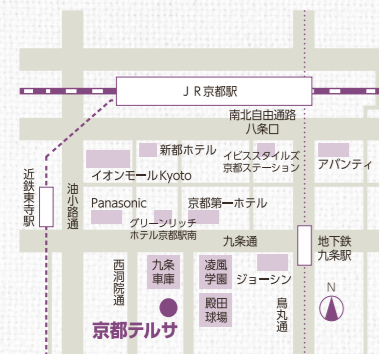 ＪＲ京都駅
南北自由通路
八条口
新都ホテル
イビススタイルズ
京都ステーション
アバンティ
イオンモールKyoto
近鉄東寺駅
油小路通
Panasonic
京都第一ホテル
グリーンリッチ
ホテル京都駅南
九条通
地下鉄
九条駅
西洞院通
九条
車庫
凌風
学園
ジョーシン
殿田
球場
烏丸通
N
京都テルサ